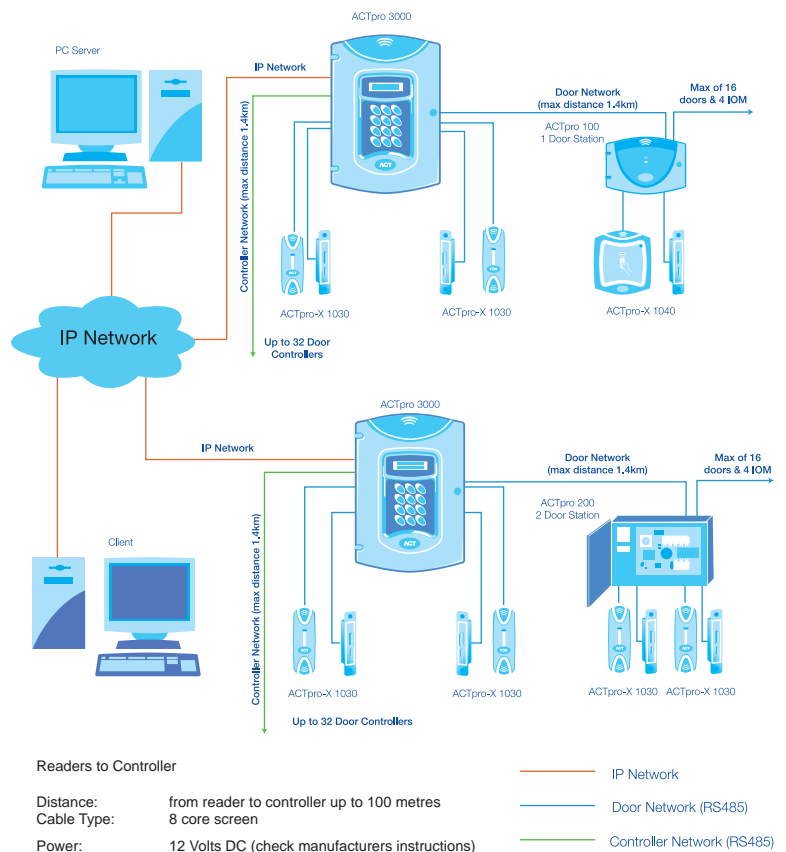 ACTpro 3000
PC Server
IP Network
Door Network
(max distance 1.4km)
Max of 16
doors & 4 IOM
Controller Network (max distance 1.4km)
ACTpro 100
1 Door Station
ACT
ACT
ACTpro-X 1030
ACTpro-X 1030
ACTpro-X 1040
IP Network
Up to 32 Door
Controllers
ACTpro 3000
IP Network
Door Network
(max distance 1.4km)
Max of 16
doors & 4 IOM
Controller Network (max distance 1.4km)
ACTpro 200
2 Door Station
Client
ACT
ACT
ACT
ACTpro-X 1030
ACTpro-X 1030
ACTpro-X 1030
ACTpro-X 1030
Up to 32 Door Controllers
Readers to Controller
Distance: from reader to controller up to 100 metres
Cable Type: 8 core screen
Power: 12 Volts DC (check manufacturers instructions)
IP Network
Door Network (RS485)
Controller Network (RS485)